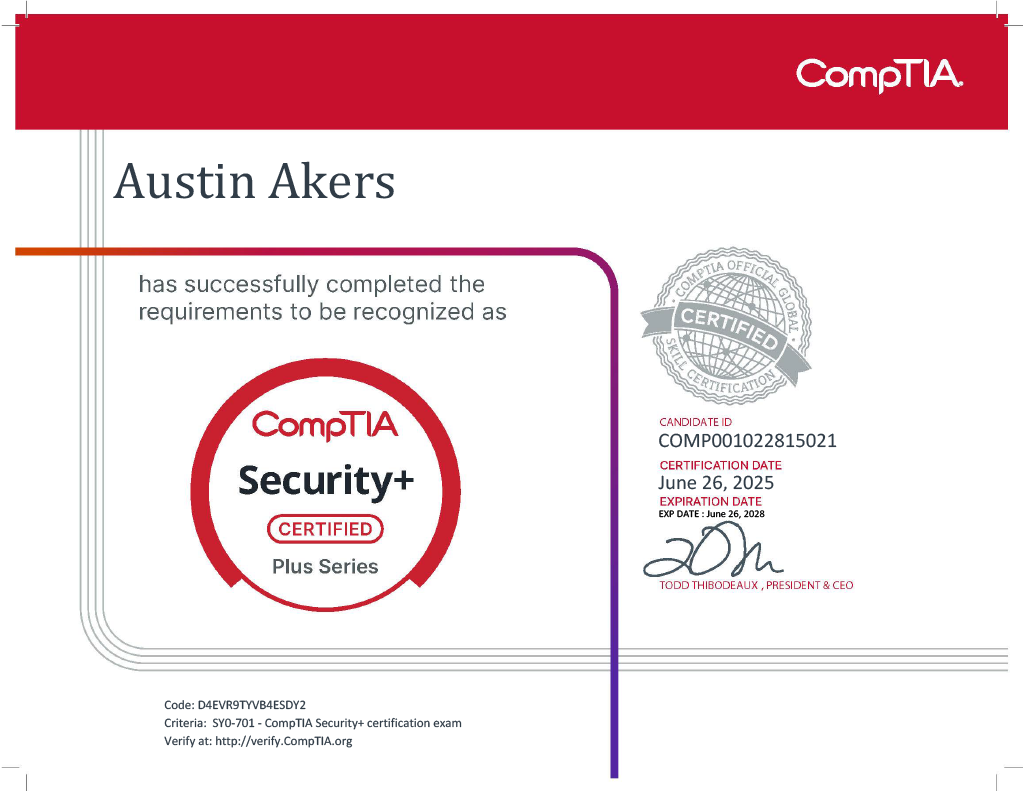 CompTIA.
Austin Akers
has successfully completed the
requirements to be recognized as
COMPTIA OFFICIAL GLOBAL
CERTIFIED
SKILL CERTIFICATION
CompTIA
Security+
CERTIFIED
Plus Series
CANDIDATE ID
COMP001022815021
CERTIFICATION DATE
June 26, 2025
EXPIRATION DATE
EXP DATE : June 26, 2028
TODD THIBODEAUX , PRESIDENT & CEO
Code: D4EVR9TYVB4ESDY2
Criteria: SY0-701 - CompTIA Security+ certification exam
Verify at: http://verify.CompTIA.org